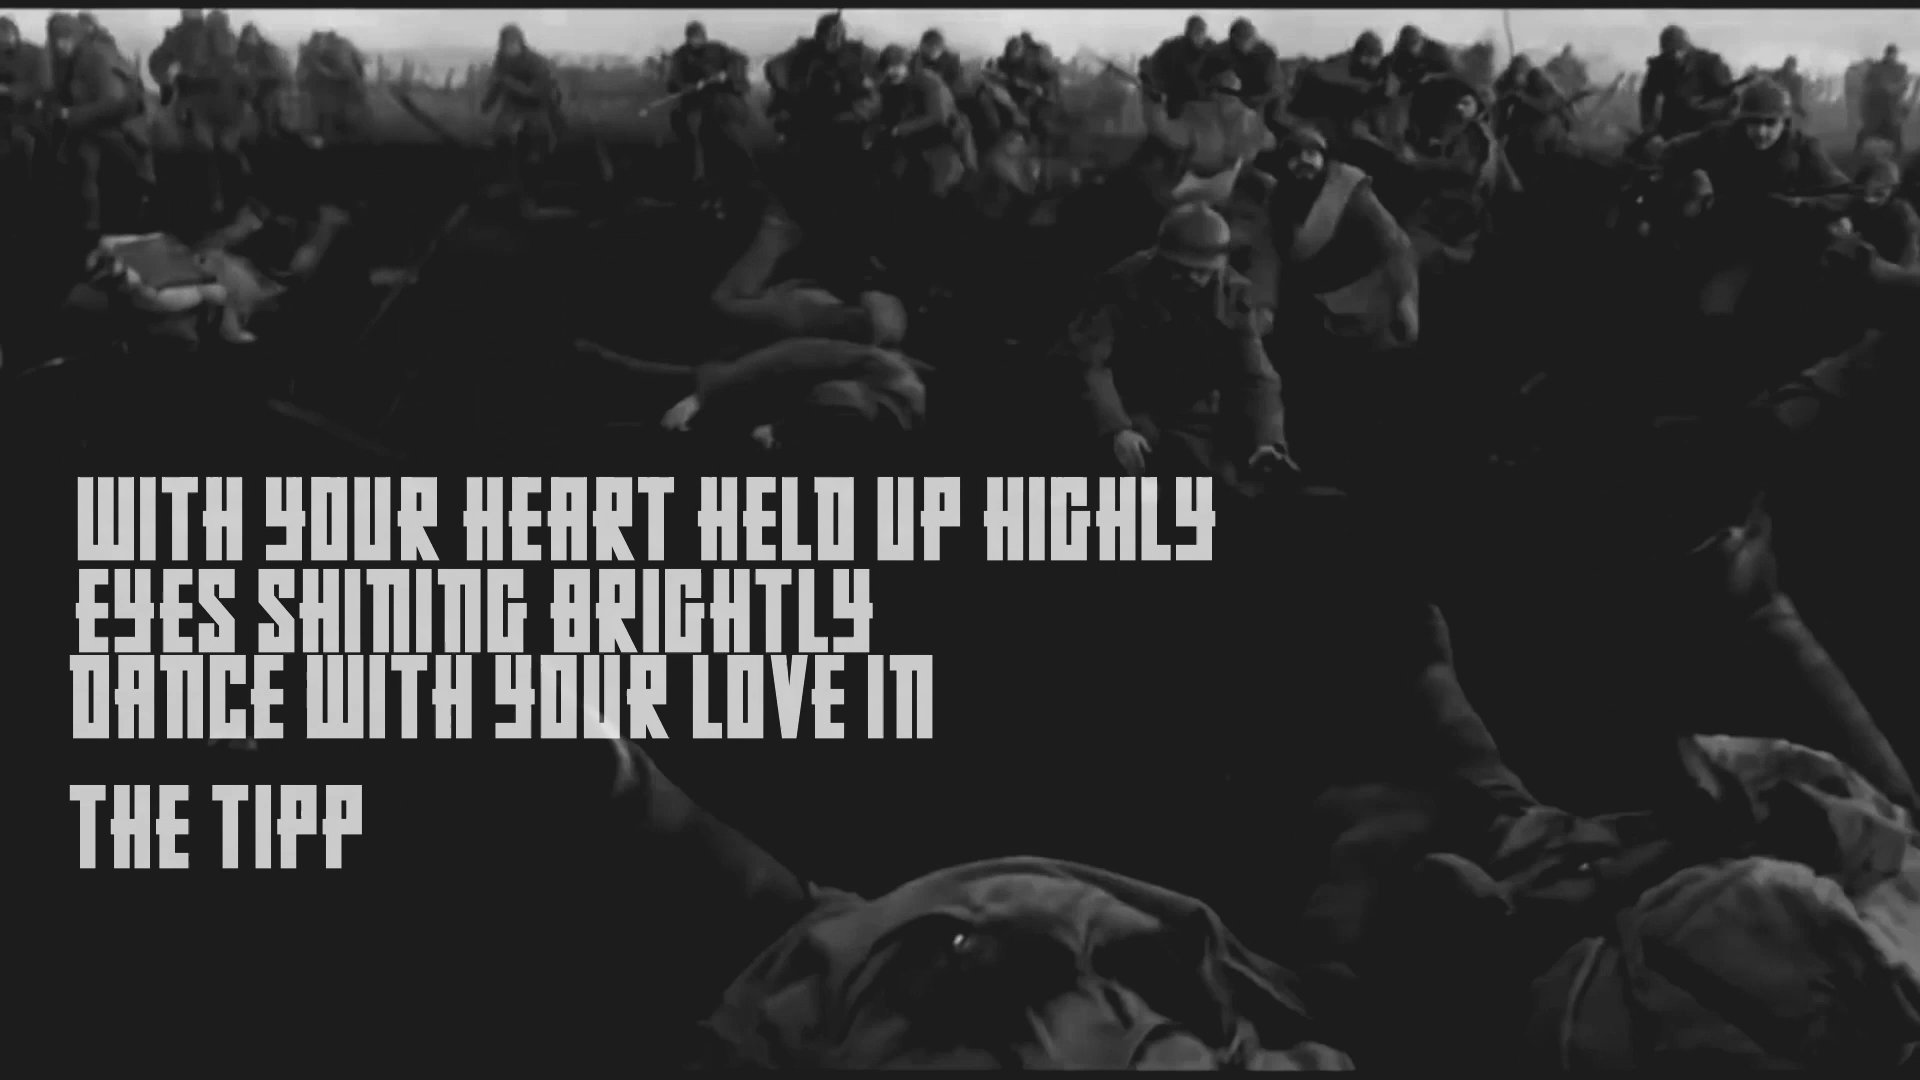 WITH YOUR HEART HELD UP HIGHLY
EYES SHINING BRIGHTLY
DANCE WITH YOUR LOVE IN
THE TIPP